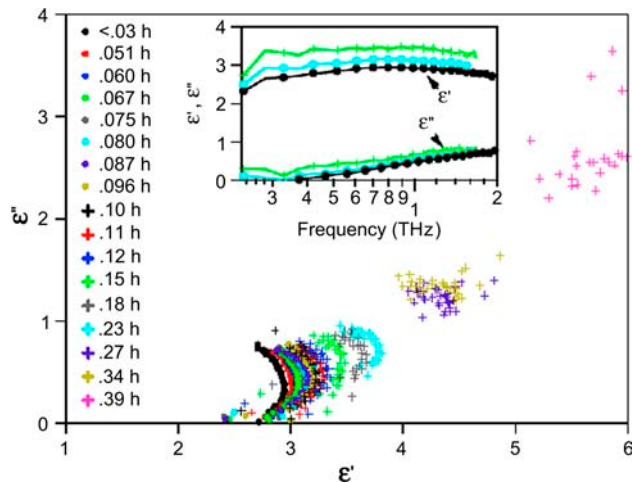 4
3
2
1
0
ε"
<.03 h
.051 h
.060 h
.067 h
.075 h
.080 h
.087 h
.096 h
.10 h
.11 h
.12 h
.15 h
.18 h
.23 h
.27 h
.34 h
.39 h
4
3
2
1
0
ε', ε"
ε'
ε"
3 4 5 6 7 8 9 1 2
Frequency (THz)
1 2 3 4 5 6
ε'